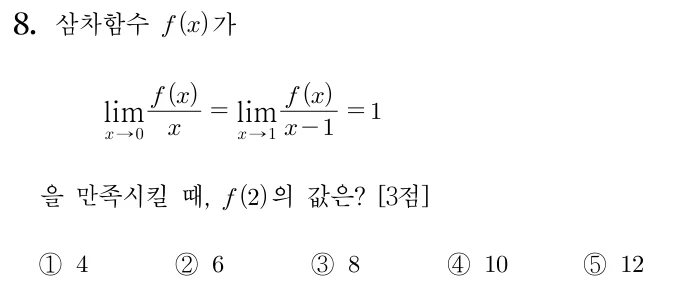 8. 삼차함수 f(x)가
lim_{x→0} f(x)/x = lim_{x→1} f(x)/(x-1) = 1
을 만족시킬 때, f(2)의 값은? [3점]
① 4 ② 6 ③ 8 ④ 10 ⑤ 12